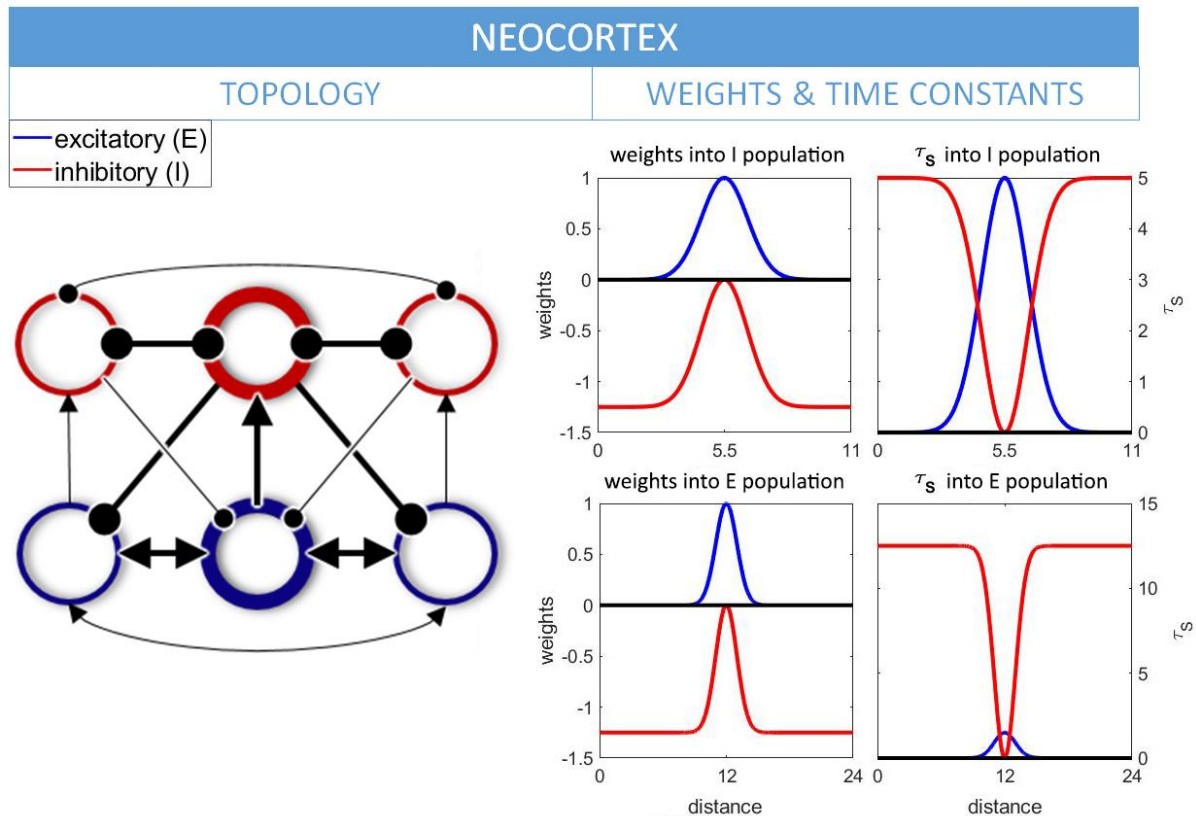 NEOCORTEX
TOPOLOGY
WEIGHTS & TIME CONSTANTS
excitatory (E)
inhibitory (I)
weights into I population
1
0.5
0
-0.5
-1
-1.5
weights
0
5.5
11
τS into I population
5
4
3
2
1
0
τS
0
5.5
11
weights into E population
1
0.5
0
-0.5
-1
-1.5
weights
0
12
24
distance
τS into E population
15
10
5
0
τS
0
12
24
distance